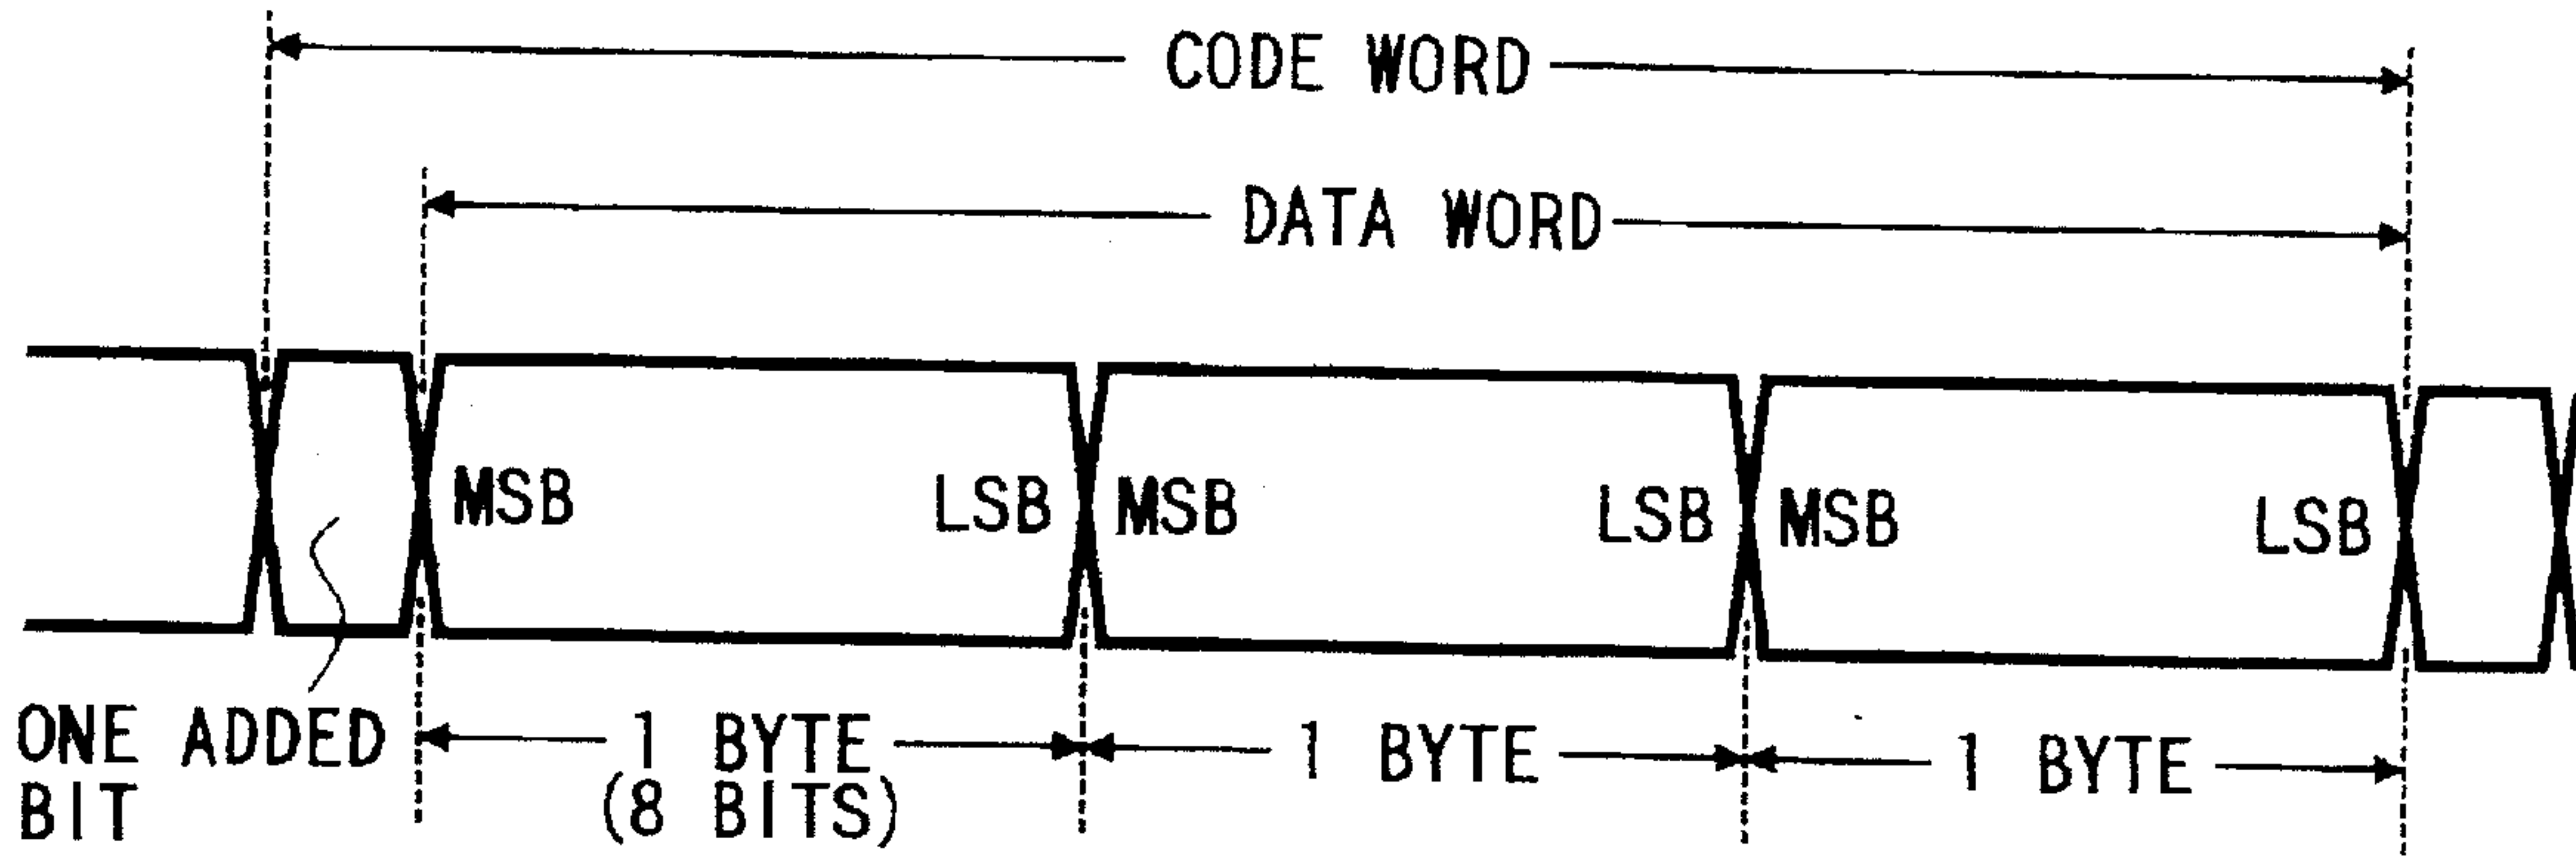 CODE WORD
DATA WORD
MSB LSB MSB LSB MSB LSB
ONE ADDED BIT
1 BYTE (8 BITS)
1 BYTE
1 BYTE